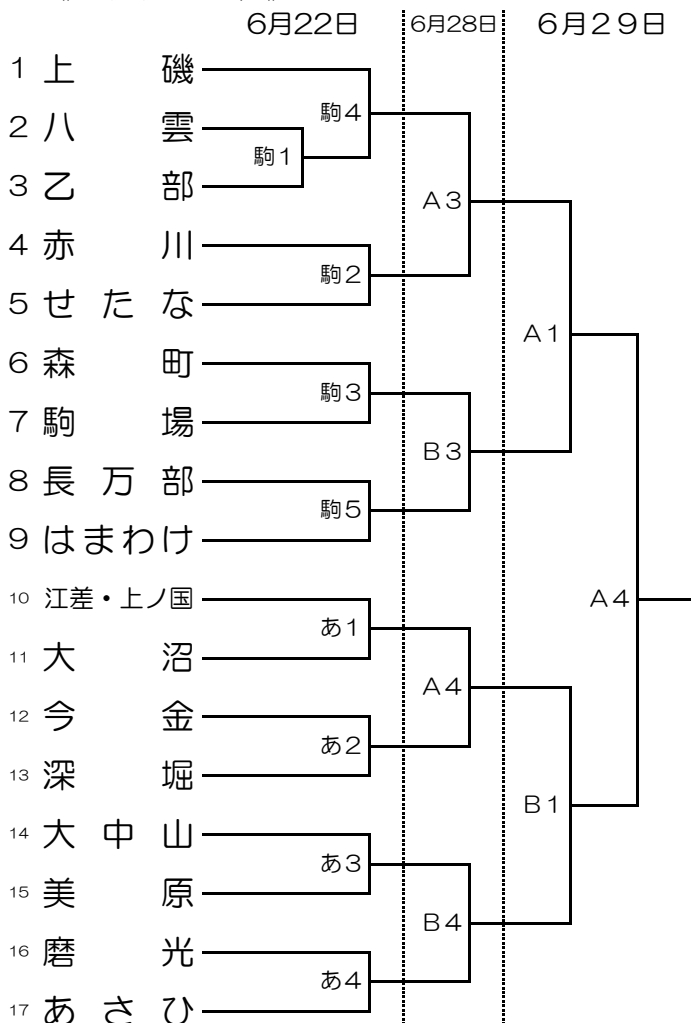 6月22日 6月28日 6月29日
1 上磯
駒4
2 八雲
駒1
3 乙部
A3
4 赤川
駒2
5 せたな
A1
6 森町
駒3
7 駒場
B3
8 長万部
駒5
9 はまわけ
10 江差・上ノ国
A4
あ1
11 大沼
A4
12 今金
あ2
13 深堀
B1
14 大中山
あ3
15 美原
B4
16 磨光
あ4
17 あさひ